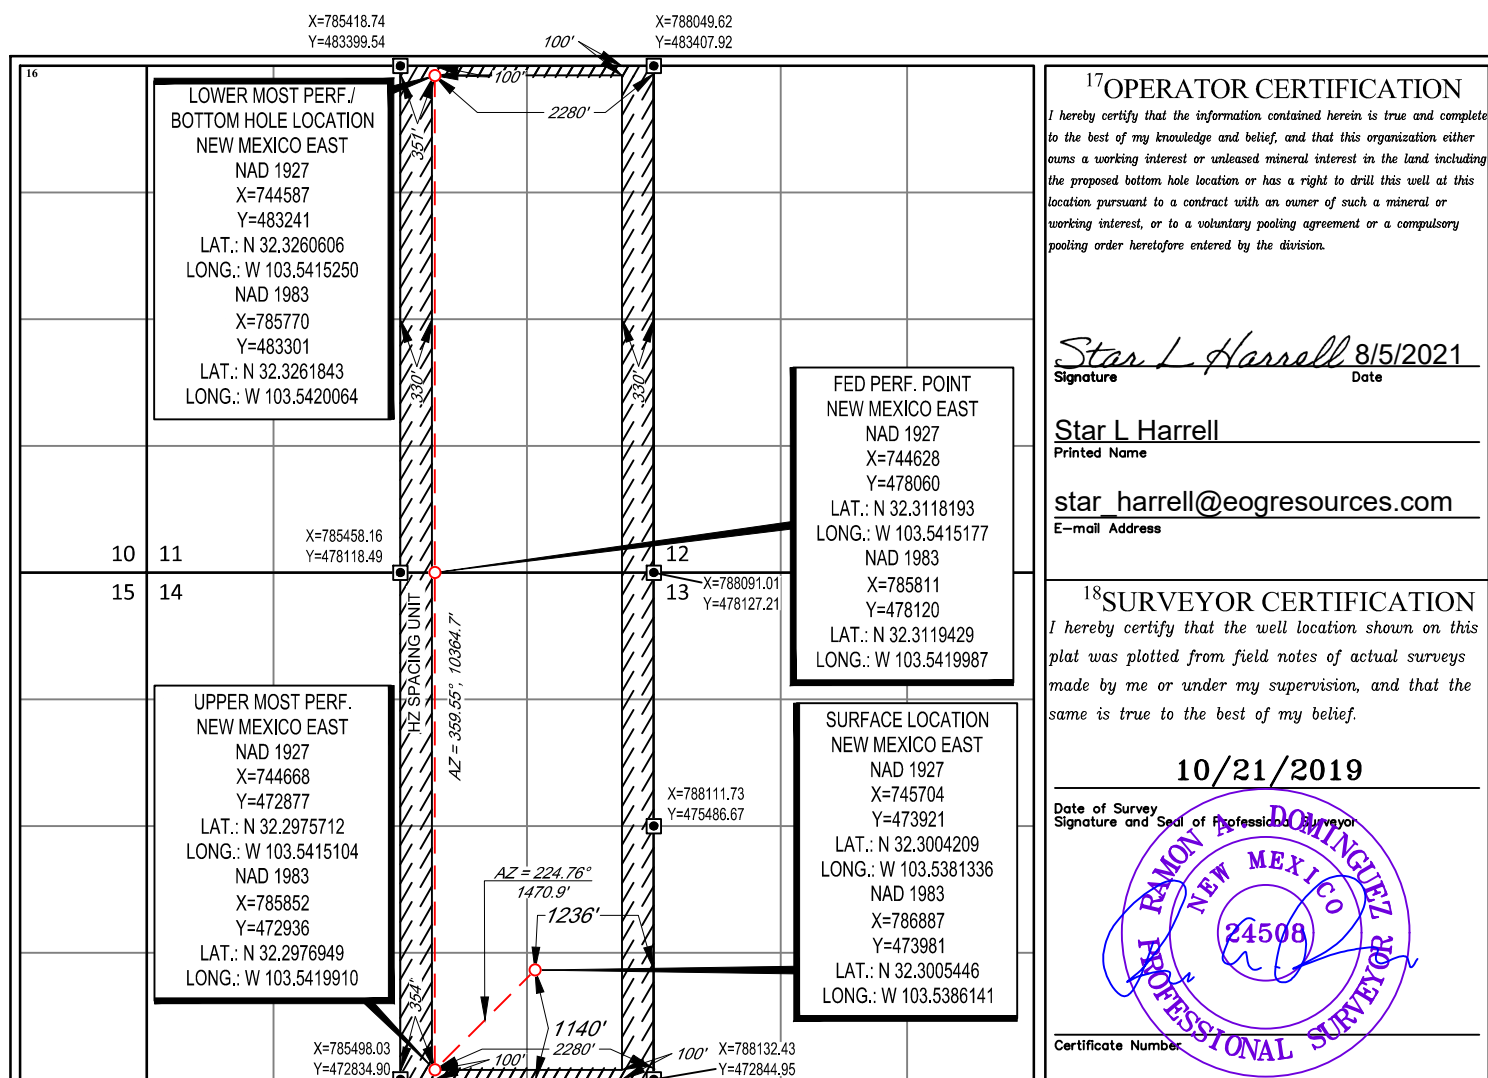 X=785418.74
Y=483399.54
X=788049.62
Y=483407.92
100'
16
100'
2280'
351'
LOWER MOST PERF./
BOTTOM HOLE LOCATION
NEW MEXICO EAST
NAD 1927
X=744587
Y=483241
LAT.: N 32.3260606
LONG.: W 103.5415250
NAD 1983
X=785770
Y=483301
LAT.: N 32.3261843
LONG.: W 103.5420064
330'
330'
FED PERF. POINT
NEW MEXICO EAST
NAD 1927
X=744628
Y=478060
LAT.: N 32.3118193
LONG.: W 103.5415177
NAD 1983
X=785811
Y=478120
LAT.: N 32.3119429
LONG.: W 103.5419987
X=785458.16
Y=478118.49
10 11
12
15 14
13
X=788091.01
Y=478127.21
HZ SPACING UNIT
AZ = 359.55°, 10364.7'
UPPER MOST PERF.
NEW MEXICO EAST
NAD 1927
X=744668
Y=472877
LAT.: N 32.2975712
LONG.: W 103.5415104
NAD 1983
X=785852
Y=472936
LAT.: N 32.2976949
LONG.: W 103.5419910
SURFACE LOCATION
NEW MEXICO EAST
NAD 1927
X=745704
Y=473921
LAT.: N 32.3004209
LONG.: W 103.5381336
NAD 1983
X=786887
Y=473981
LAT.: N 32.3005446
LONG.: W 103.5386141
X=788111.73
Y=475486.67
AZ = 224.76°
1470.9'
1236'
354'
1140'
2280'
100'
100'
X=785498.03
Y=472834.90
X=788132.43
Y=472844.95
17OPERATOR CERTIFICATION
I hereby certify that the information contained herein is true and complete
to the best of my knowledge and belief, and that this organization either
owns a working interest or unleased mineral interest in the land including
the proposed bottom hole location or has a right to drill this well at this
location pursuant to a contract with an owner of such a mineral or
working interest, or to a voluntary pooling agreement or a compulsory
pooling order heretofore entered by the division.
Star L Harrell 8/5/2021
Signature Date
Star L Harrell
Printed Name
star_harrell@eogresources.com
E-mail Address
18SURVEYOR CERTIFICATION
I hereby certify that the well location shown on this
plat was plotted from field notes of actual surveys
made by me or under my supervision, and that the
same is true to the best of my belief.
10/21/2019
Date of Survey
Signature and Seal of Professional Surveyor
RAMON A. DOMINGUEZ
NEW MEXICO
24508
PROFESSIONAL SURVEYOR
Certificate Number